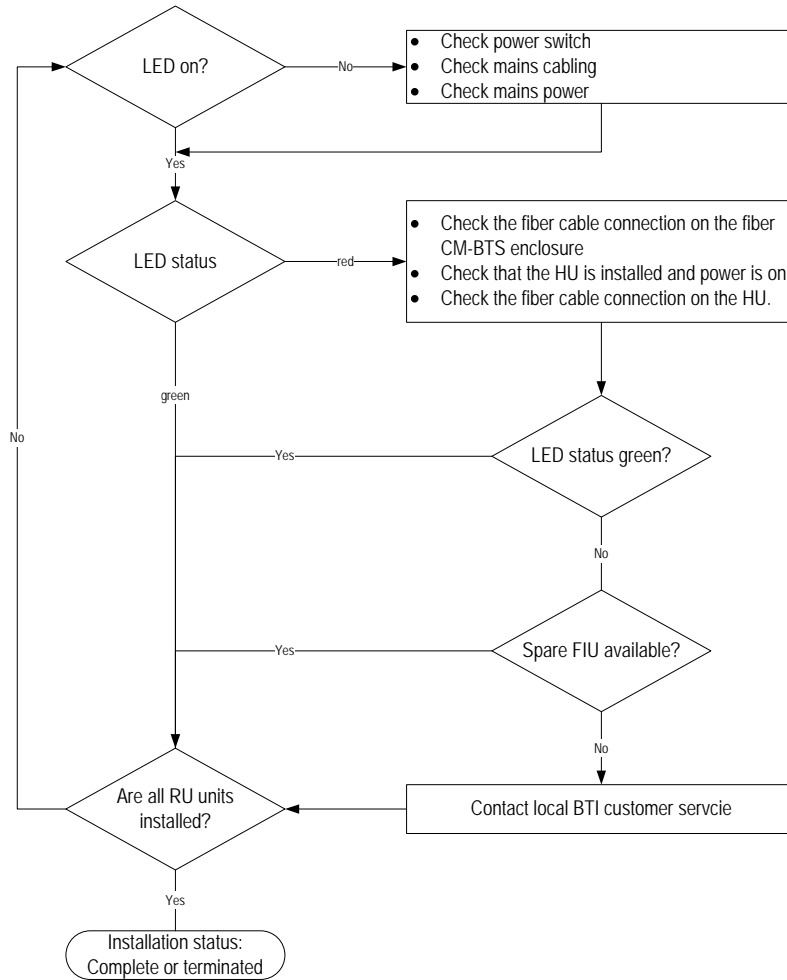 LED on?
No
• Check power switch
• Check mains cabling
• Check mains power
Yes
LED status
red
• Check the fiber cable connection on the fiber
CM-BTS enclosure
• Check that the HU is installed and power is on
• Check the fiber cable connection on the HU.
green
No
Yes
LED status green?
No
Yes
Spare FIU available?
No
Are all RU units
installed?
Contact local BTI customer servcie
Yes
Installation status:
Complete or terminated